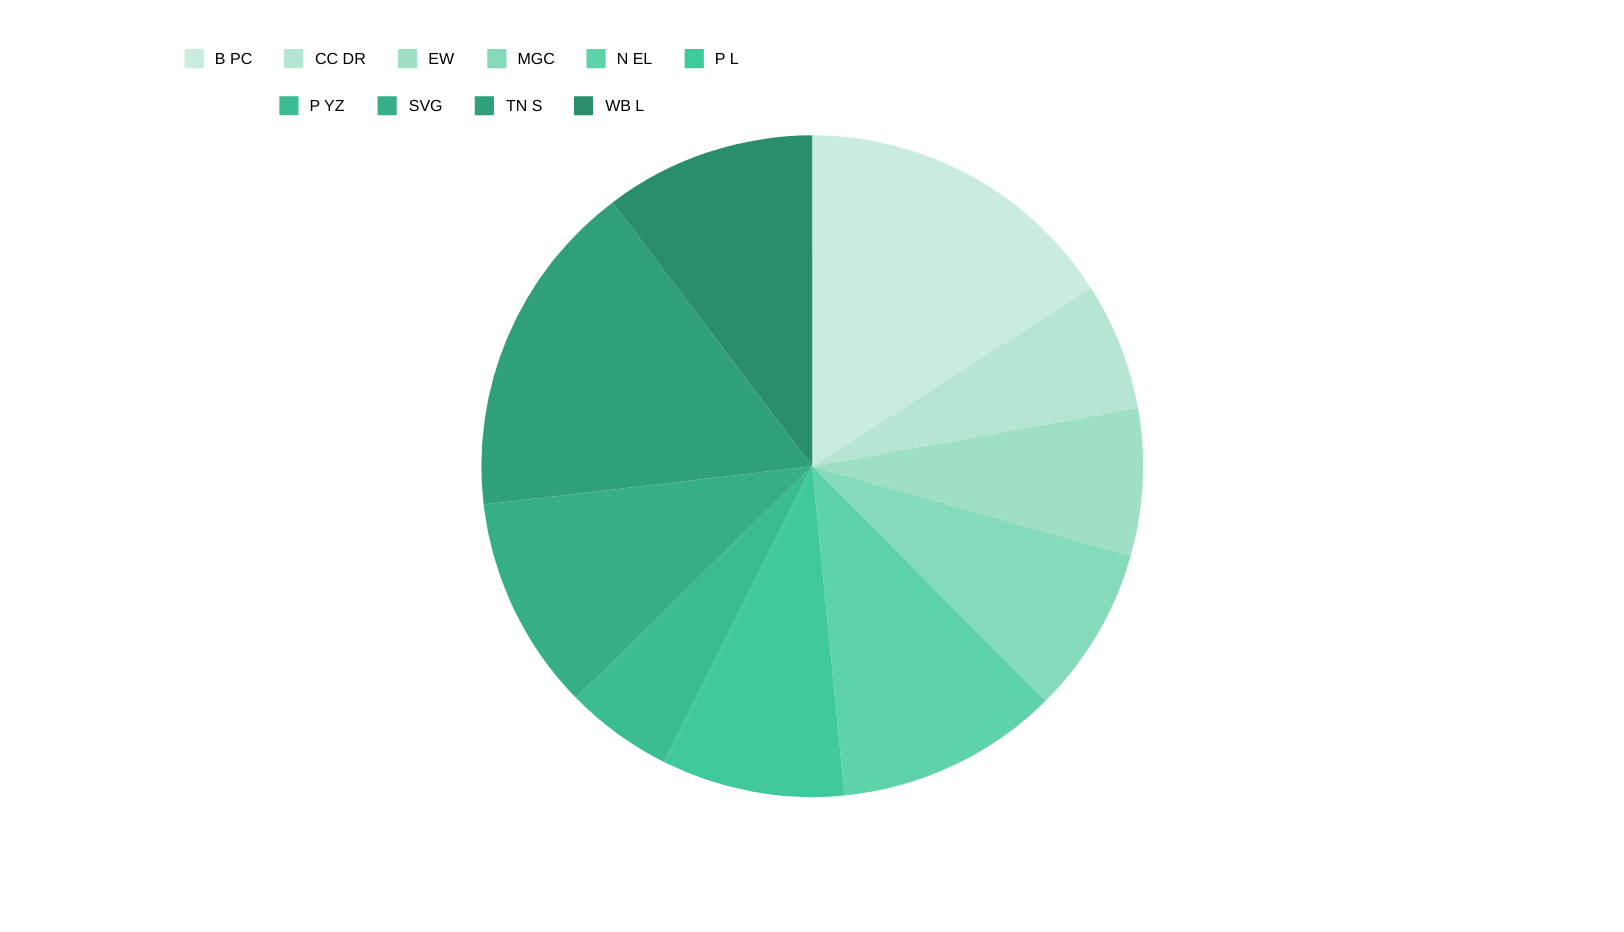 B PC CC DR EW MGC N EL P L
P YZ SVG TN S WB L